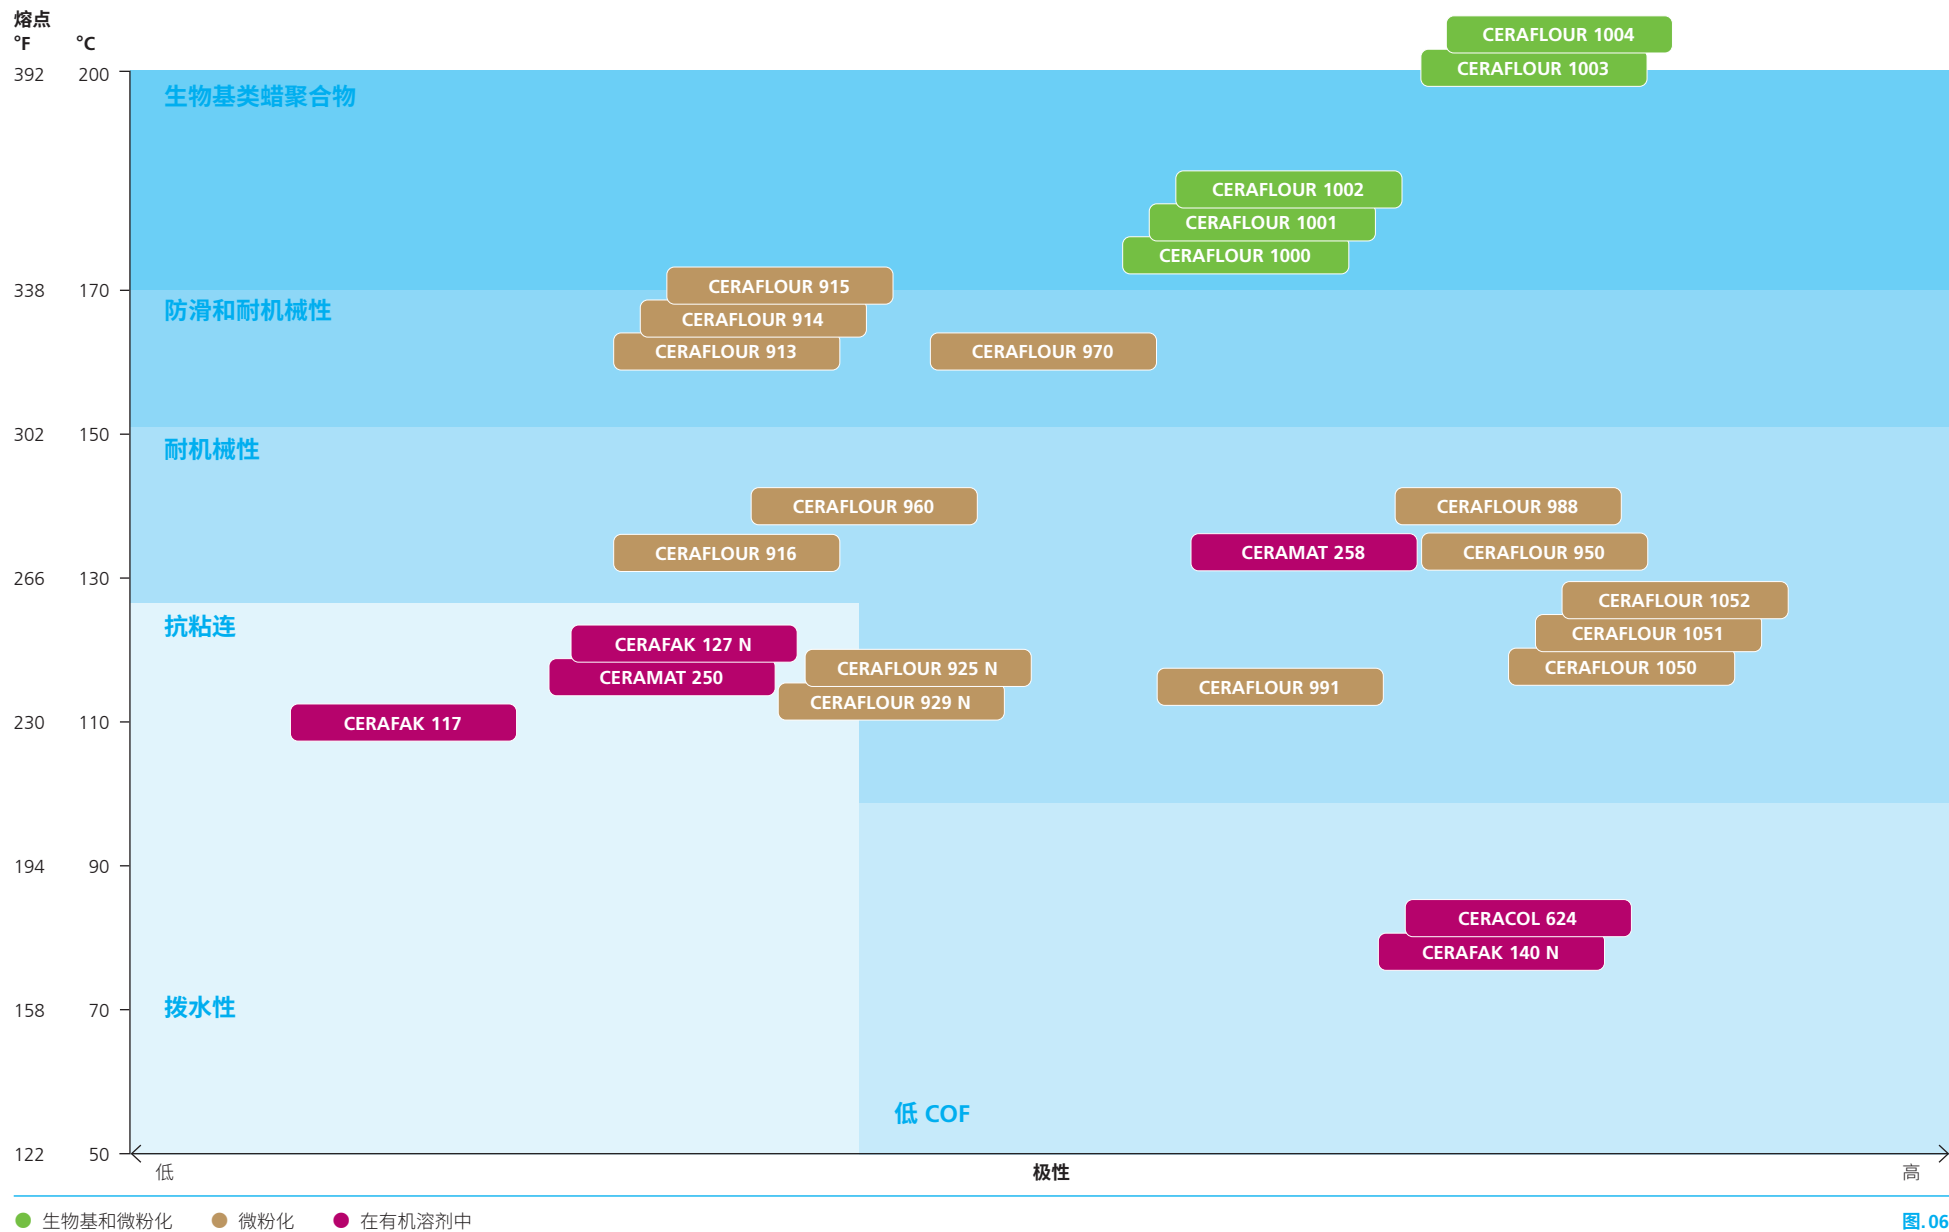 熔点
°F °C
CERAFLOUR 1004
CERAFLOUR 1003
392 200
生物基类蜡聚合物
CERAFLOUR 1002
CERAFLOUR 1001
CERAFLOUR 1000
CERAFLOUR 915
338 170
防滑和耐机械性
CERAFLOUR 914
CERAFLOUR 913 CERAFLOUR 970
302 150
耐机械性
CERAFLOUR 960 CERAFLOUR 988
CERAFLOUR 916 CERAMAT 258 CERAFLOUR 950
266 130
CERAFLOUR 1052
抗粘连
CERAFLOUR 1051
CERAFAK 127 N
CERAFLOUR 925 N CERAFLOUR 1050
CERAMAT 250
CERAFLOUR 991
CERAFLOUR 929 N
230 110
CERAFAK 117
194 90
CERACOL 624
CERAFAK 140 N
158 70
拨水性
低 COF
122 50
低 极性 高
生物基和微粉化 微粉化 在有机溶剂中 图.06